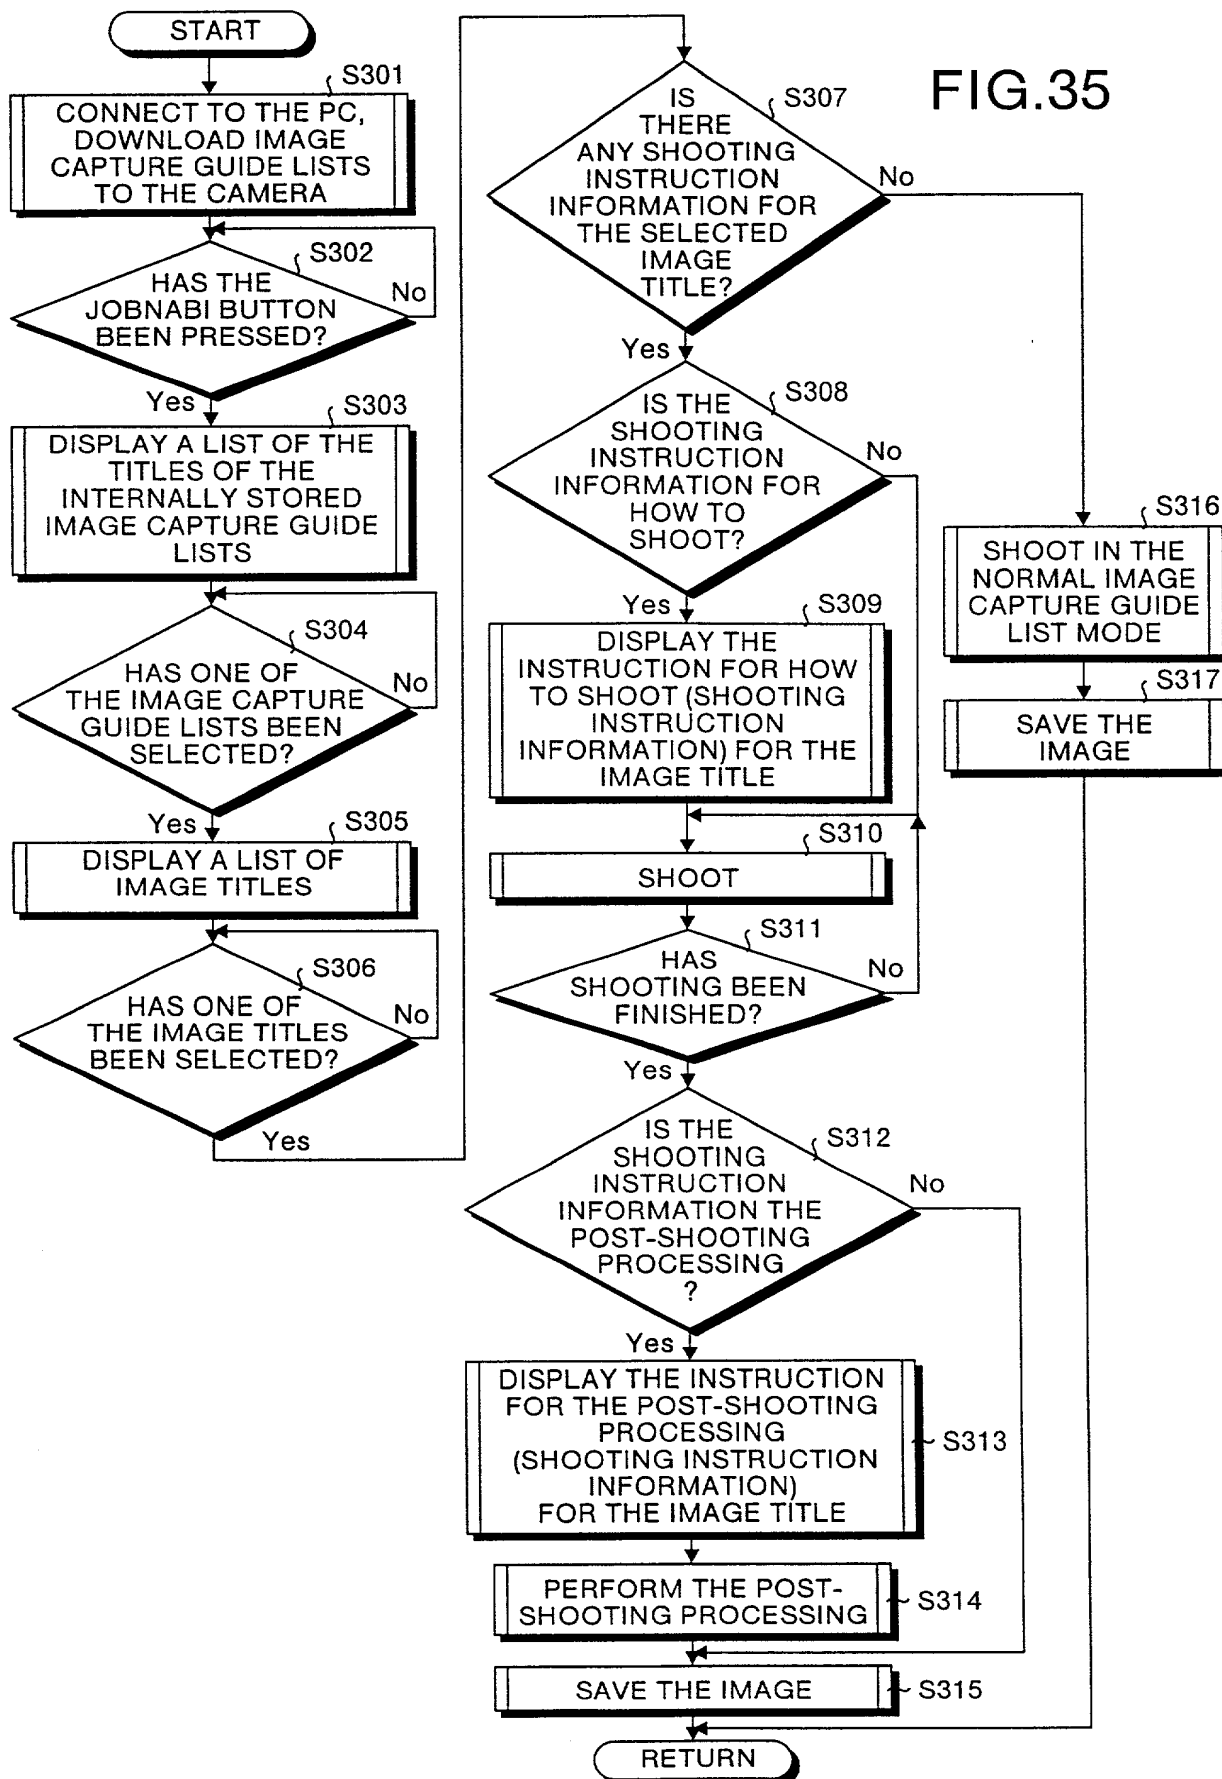 FIG.35
START
S301
CONNECT TO THE PC,
DOWNLOAD IMAGE
CAPTURE GUIDE LISTS
TO THE CAMERA
S302
HAS THE
JOBNABI BUTTON
BEEN PRESSED?
No
Yes
S303
DISPLAY A LIST OF THE
TITLES OF THE
INTERNALLY STORED
IMAGE CAPTURE GUIDE
LISTS
S304
HAS ONE OF
THE IMAGE CAPTURE
GUIDE LISTS BEEN
SELECTED?
No
Yes
S305
DISPLAY A LIST OF
IMAGE TITLES
S306
HAS ONE OF
THE IMAGE TITLES
BEEN SELECTED?
No
Yes
S307
IS
THERE
ANY SHOOTING
INSTRUCTION
INFORMATION FOR
THE SELECTED
IMAGE
TITLE?
No
Yes
S308
IS THE
SHOOTING
INSTRUCTION
INFORMATION FOR
HOW TO
SHOOT?
No
Yes
S309
DISPLAY THE
INSTRUCTION FOR HOW
TO SHOOT (SHOOTING
INSTRUCTION
INFORMATION) FOR THE
IMAGE TITLE
S310
SHOOT
S311
HAS
SHOOTING BEEN
FINISHED?
No
Yes
S312
IS THE
SHOOTING
INSTRUCTION
INFORMATION THE
POST-SHOOTING
PROCESSING
?
No
Yes
DISPLAY THE INSTRUCTION
FOR THE POST-SHOOTING
PROCESSING
(SHOOTING INSTRUCTION
INFORMATION)
FOR THE IMAGE TITLE
S313
PERFORM THE POST-
SHOOTING PROCESSING
S314
SAVE THE IMAGE
S315
RETURN
S316
SHOOT IN THE
NORMAL IMAGE
CAPTURE GUIDE
LIST MODE
S317
SAVE THE
IMAGE